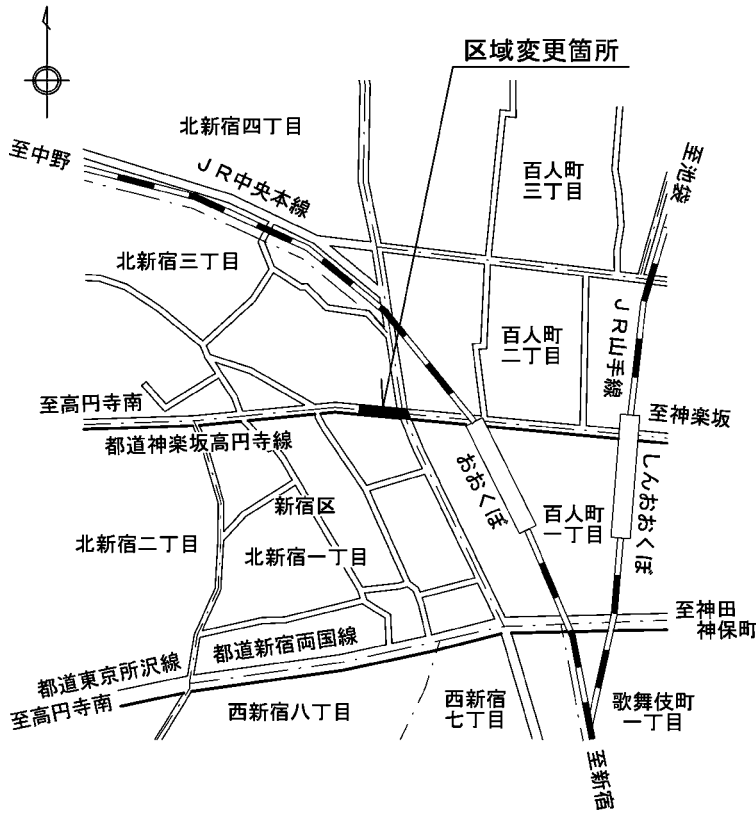 区域変更箇所
北新宿四丁目
至中野
JR中央本線
百人町
三丁目
至池袋
北新宿三丁目
百人町
二丁目
JR山手線
至高円寺南
都道神楽坂高円寺線
至神楽坂
おおくぼ
しんおおくぼ
新宿区
北新宿二丁目
北新宿一丁目
百人町
一丁目
至神田
神保町
都道新宿両国線
都道東京所沢線
至高円寺南
西新宿八丁目
西新宿
七丁目
歌舞伎町
一丁目
至新宿